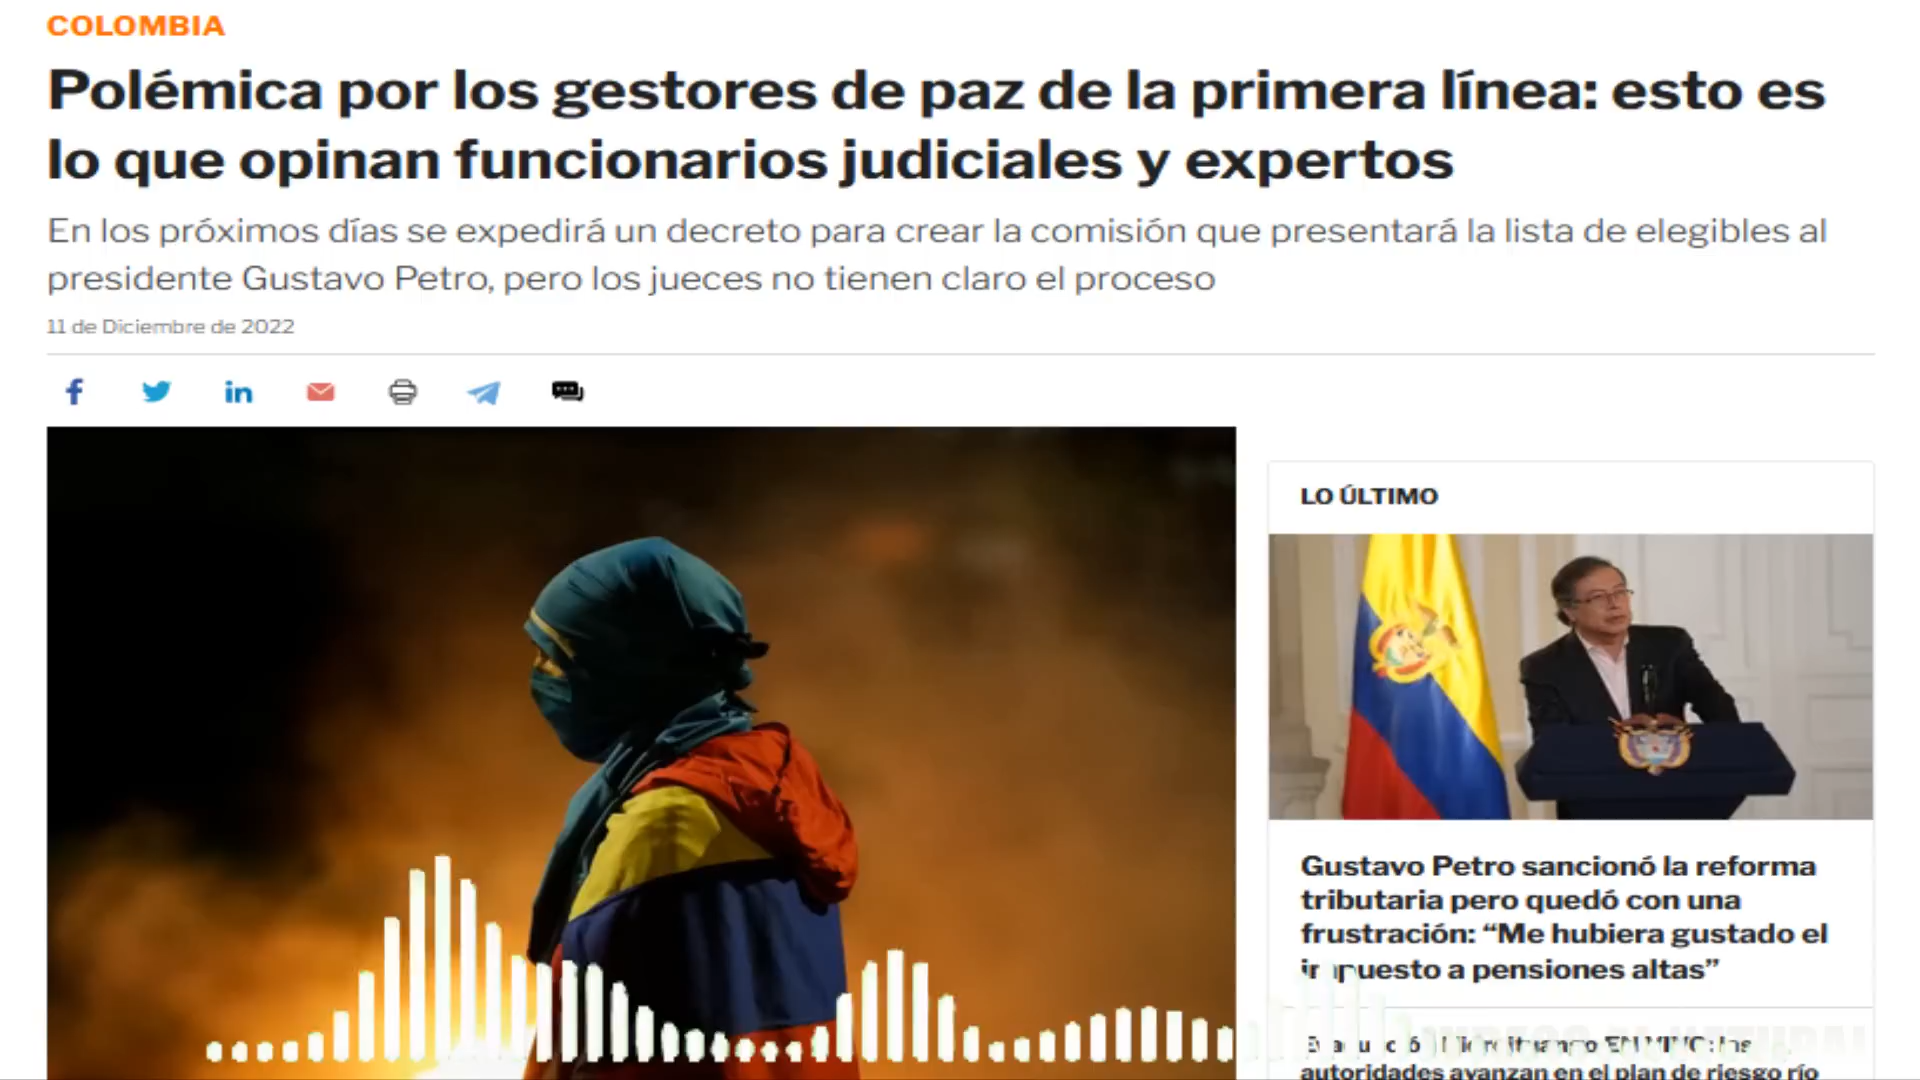 COLOMBIA
Polémica por los gestores de paz de la primera línea: esto es
lo que opinan funcionarios judiciales y expertos
En los próximos días se expedirá un decreto para crear la comisión que presentará la lista de elegibles al
presidente Gustavo Petro, pero los jueces no tienen claro el proceso
11 de Diciembre de 2022
LO ÚLTIMO
Gustavo Petro sancionó la reforma
tributaria pero quedó con una
frustración: “Me hubiera gustado el
impuesto a pensiones altas”
EN VIVO: las
autoridades avanzan en el plan de riesgo río